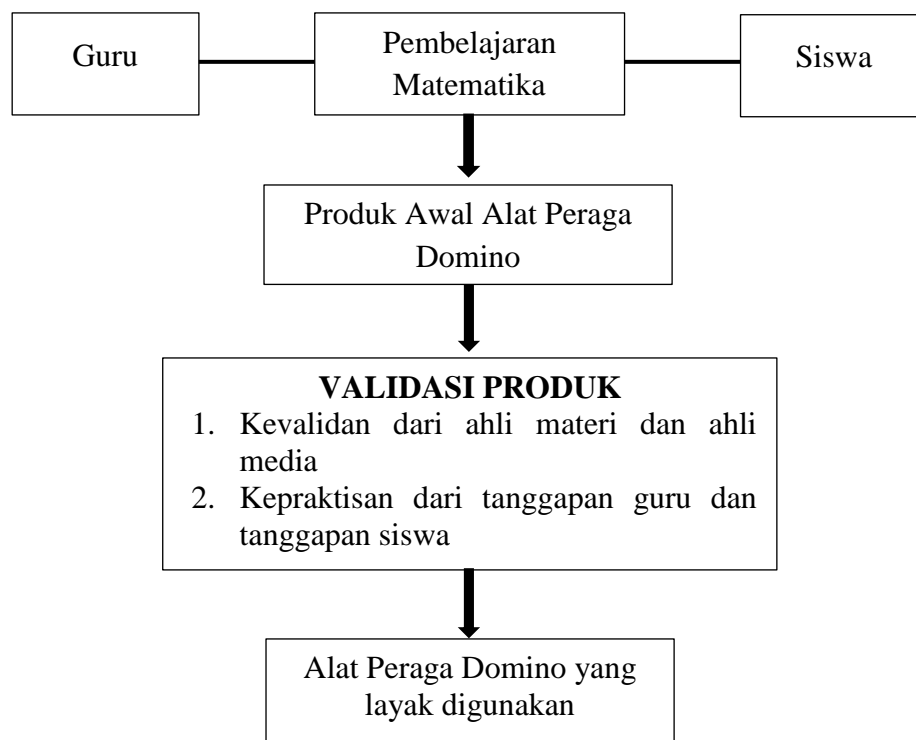 Guru
Pembelajaran
Matematika
Siswa
Produk Awal Alat Peraga
Domino
VALIDASI PRODUK
1. Kevalidan dari ahli materi dan ahli
media
2. Kepraktisan dari tanggapan guru dan
tanggapan siswa
Alat Peraga Domino yang
layak digunakan